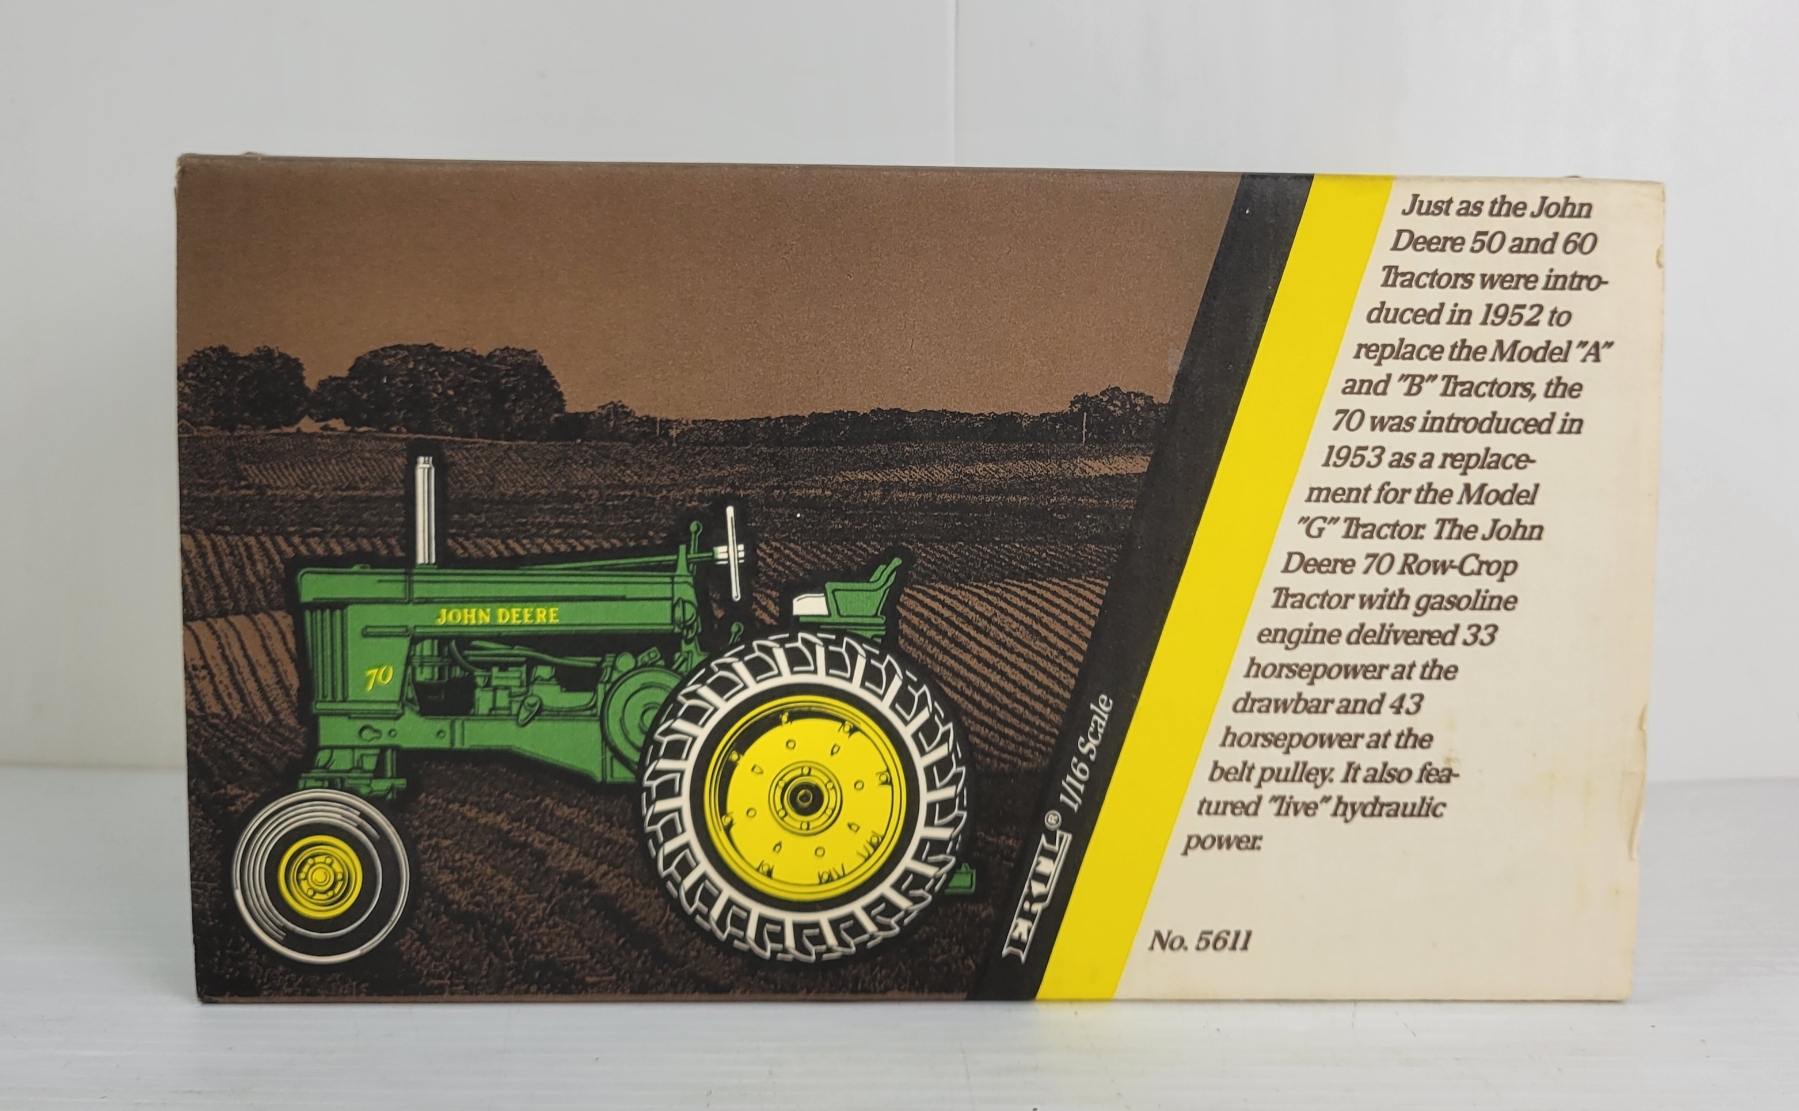 JOHN DEERE
70
ERTL® 1/16 Scale
Just as the John
Deere 50 and 60
Tractors were intro-
duced in 1952 to
replace the Model "A"
and "B" Tractors, the
70 was introduced in
1953 as a replace-
ment for the Model
"G" Tractor. The John
Deere 70 Row-Crop
Tractor with gasoline
engine delivered 33
horsepower at the
drawbar and 43
horsepower at the
belt pulley. It also fea-
tured "live" hydraulic
power.
No. 5611